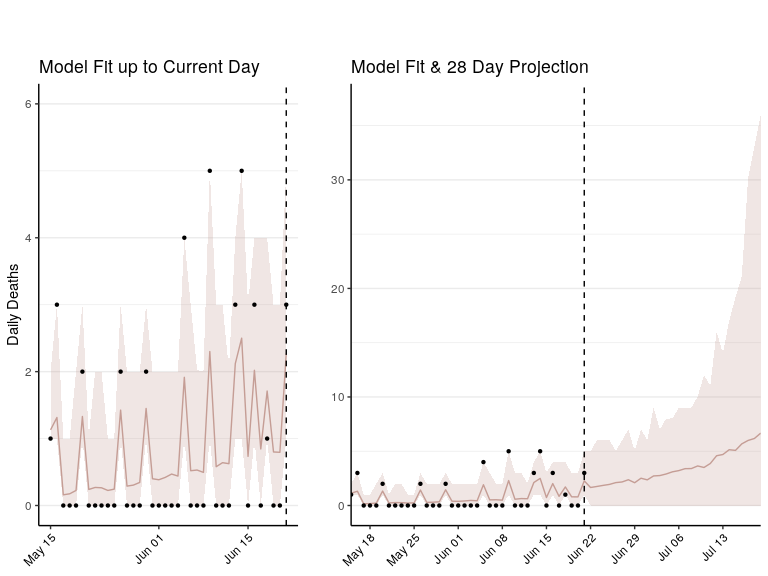 Model Fit up to Current Day
Daily Deaths
6
4
2
0
May 15
Jun 01
Jun 15
Model Fit & 28 Day Projection
30
20
10
0
May 18
May 25
Jun 01
Jun 08
Jun 15
Jun 22
Jun 29
Jul 06
Jul 13